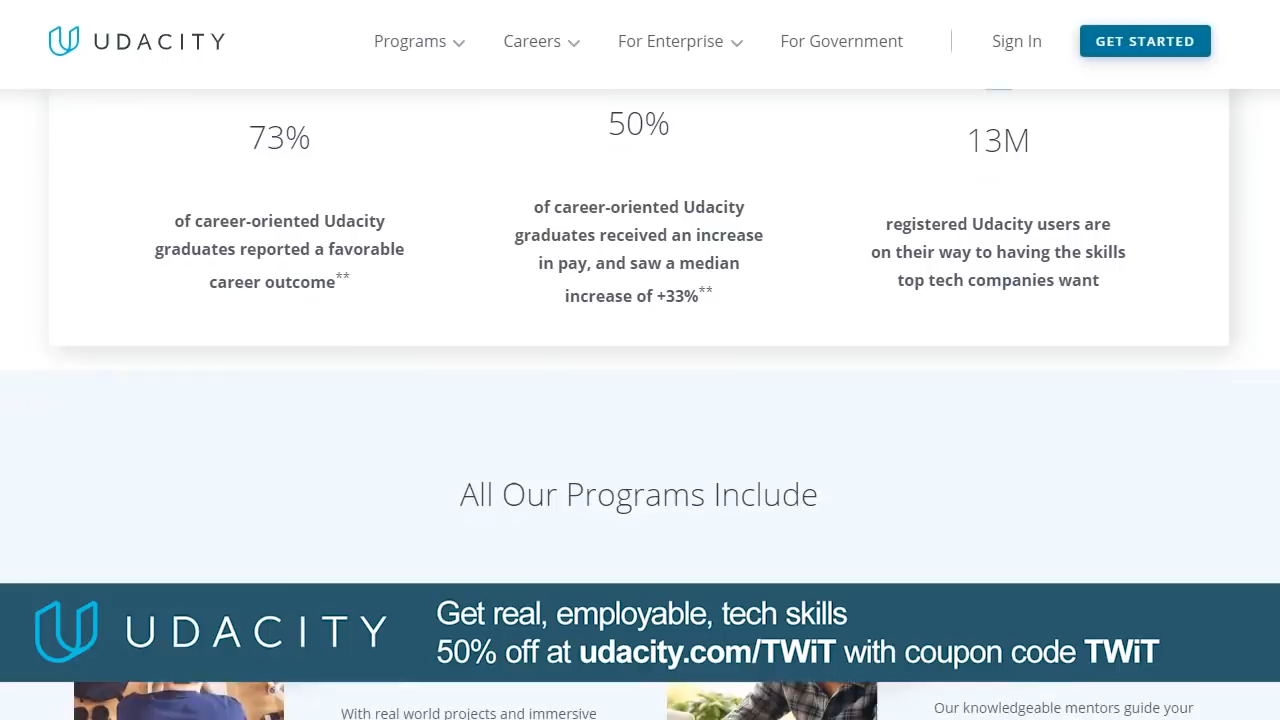 UDACITY
Programs
Careers
For Enterprise
For Government
Sign In
GET STARTED
73%
of career-oriented Udacity
graduates reported a favorable
career outcome**
50%
of career-oriented Udacity
graduates received an increase
in pay, and saw a median
increase of +33%**
13M
registered Udacity users are
on their way to having the skills
top tech companies want
All Our Programs Include
UDACITY
Get real, employable, tech skills
50% off at udacity.com/TWiT with coupon code TWiT
With real world projects and immersive
Our knowledgeable mentors guide your